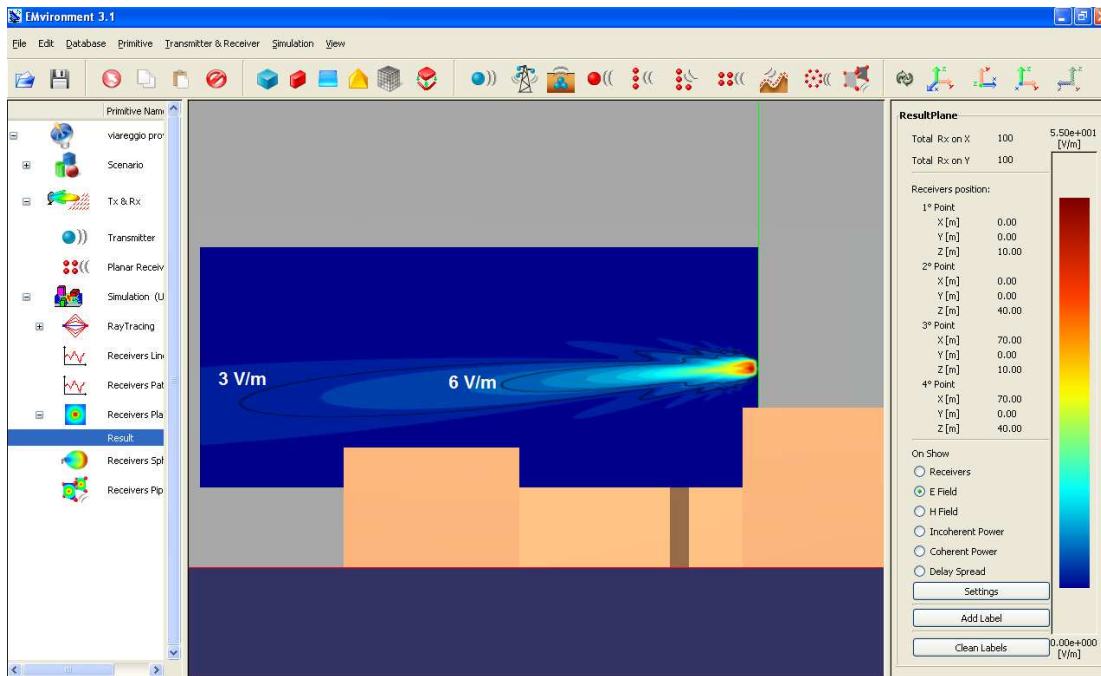 EMvironment 3.1
File Edit Database Primitive Transmitter & Receiver Simulation View
Primitive Nam
viareggio pro
Scenario
Tx & Rx
Transmitter
Planar Receiv
Simulation (U
RayTracing
Receivers Lin
Receivers Pat
Receivers Pla
Result
Receivers Sph
Receivers Pip
3 V/m
6 V/m
ResultPlane
Total Rx on X 100
Total Rx on Y 100
Receivers position:
1° Point
X [m] 0.00
Y [m] 0.00
Z [m] 10.00
2° Point
X [m] 0.00
Y [m] 0.00
Z [m] 40.00
3° Point
X [m] 70.00
Y [m] 0.00
Z [m] 10.00
4° Point
X [m] 70.00
Y [m] 0.00
Z [m] 40.00
On Show
Receivers
E Field
H Field
Incoherent Power
Coherent Power
Delay Spread
Settings
Add Label
Clean Labels
5.50e+001
[V/m]
0.00e+000
[V/m]